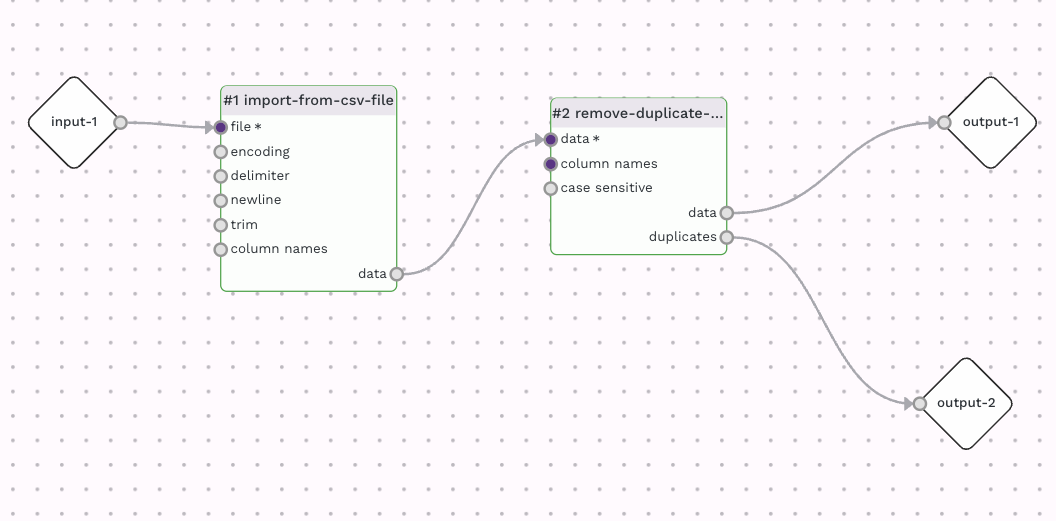 input-1
#1 import-from-csv-file
file *
encoding
delimiter
newline
trim
column names
data
#2 remove-duplicate-...
data *
column names
case sensitive
data
duplicates
output-1
output-2